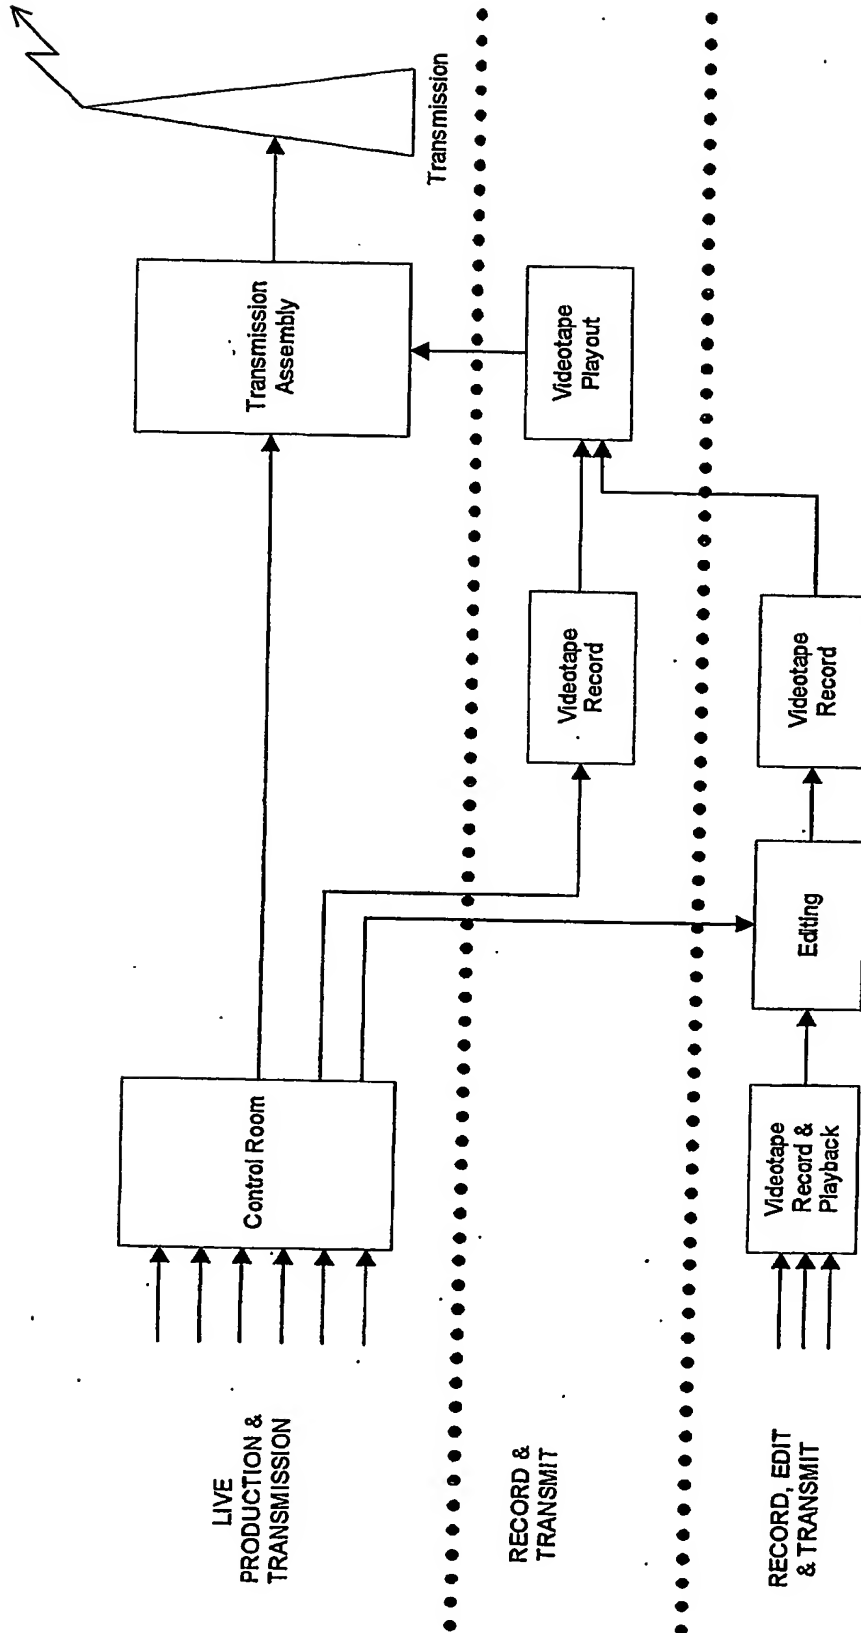 LIVE
PRODUCTION &
TRANSMISSION
Control Room
Transmission
Assembly
Transmission
RECORD &
TRANSMIT
Videotape
Record
Videotape
Playout
RECORD, EDIT
& TRANSMIT
Videotape
Record &
Playback
Editing
Videotape
Record